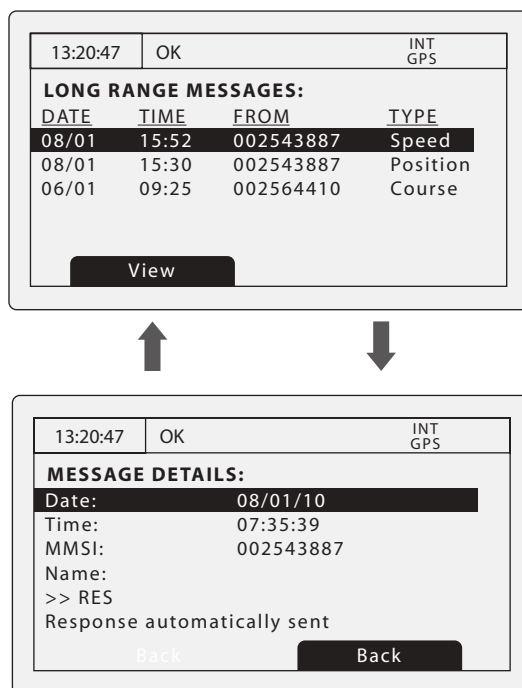 13:20:47 OK INT
GPS
LONG RANGE MESSAGES:
DATE TIME FROM TYPE
08/01 15:52 002543887 Speed
08/01 15:30 002543887 Position
06/01 09:25 002564410 Course
View
13:20:47 OK INT
GPS
MESSAGE DETAILS:
Date: 08/01/10
Time: 07:35:39
MMSI: 002543887
Name:
>> RES
Response automatically sent
Back Back